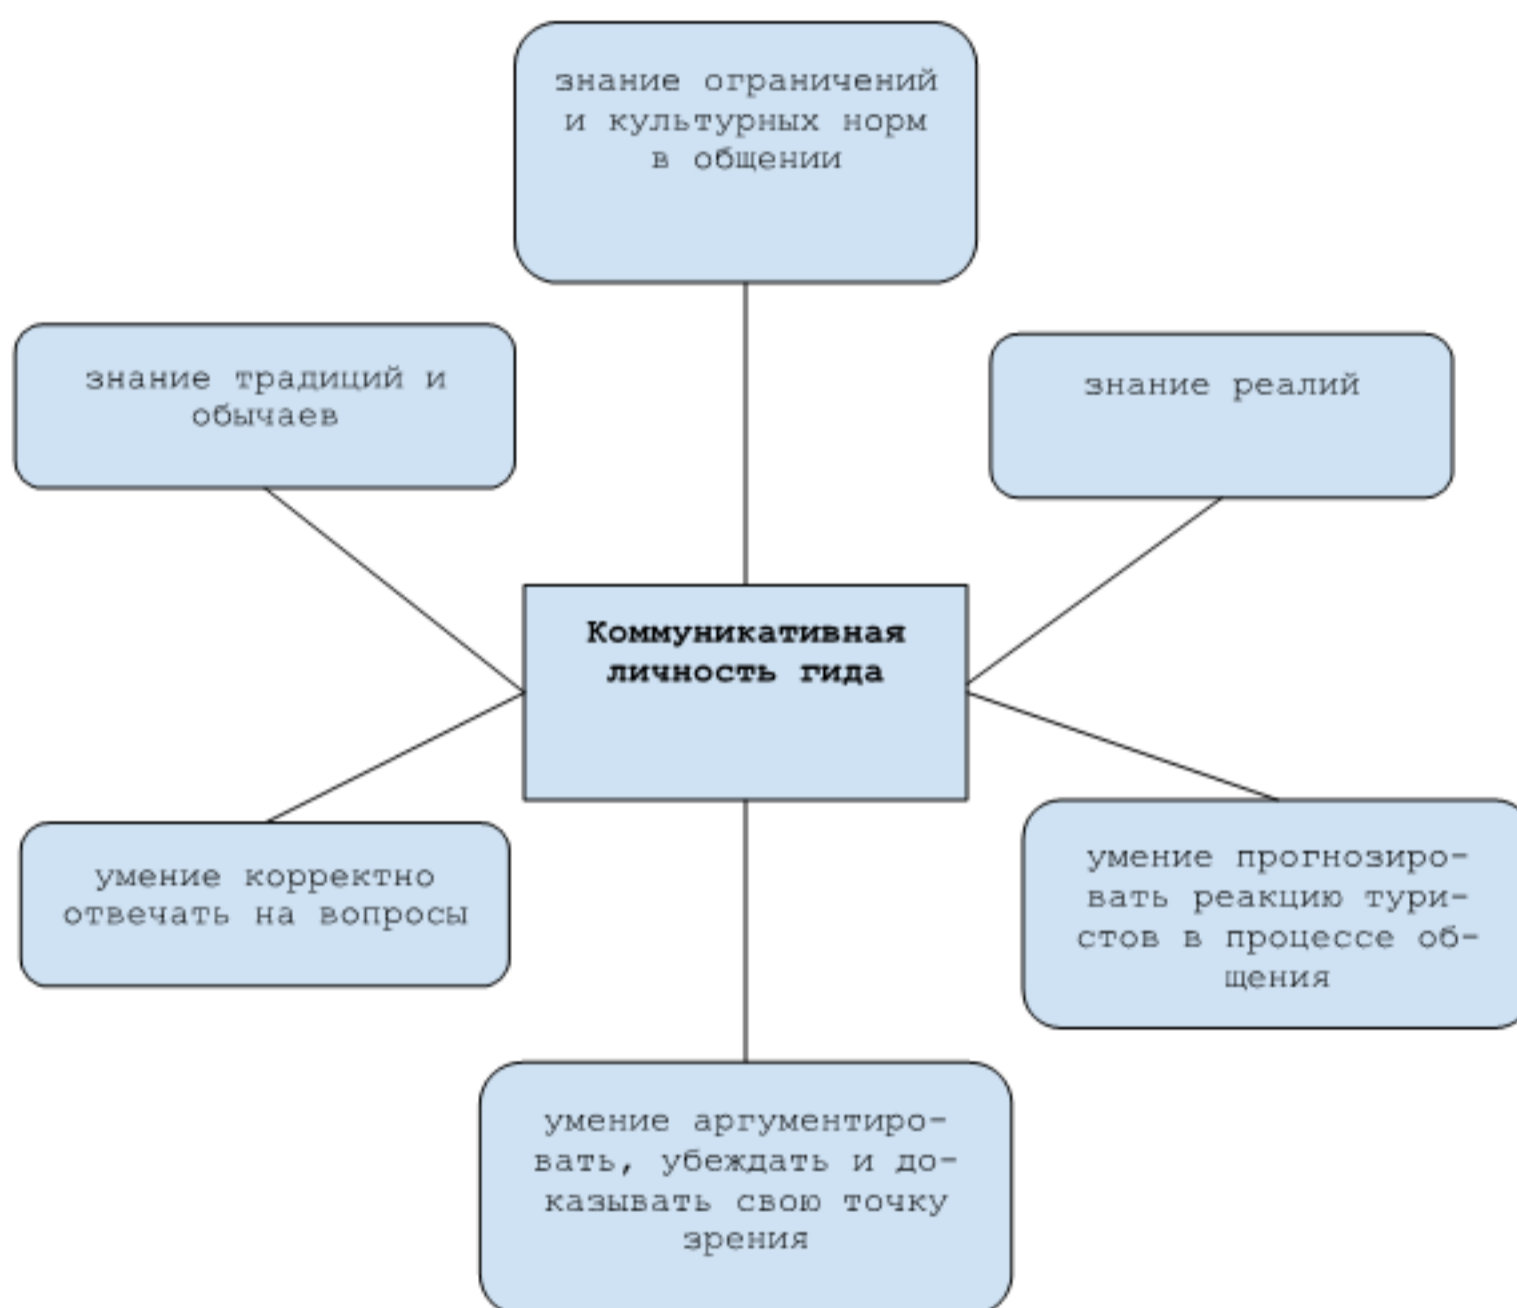 знание ограничений
и культурных норм
в общении
знание традиций и
обычаев
знание реалий
Коммуникативная
личность гида
умение корректно
отвечать на вопросы
умение прогнозиро-
вать реакцию тури-
стов в процессе об-
щения
умение аргументиро-
вать, убеждать и до-
казывать свою точку
зрения